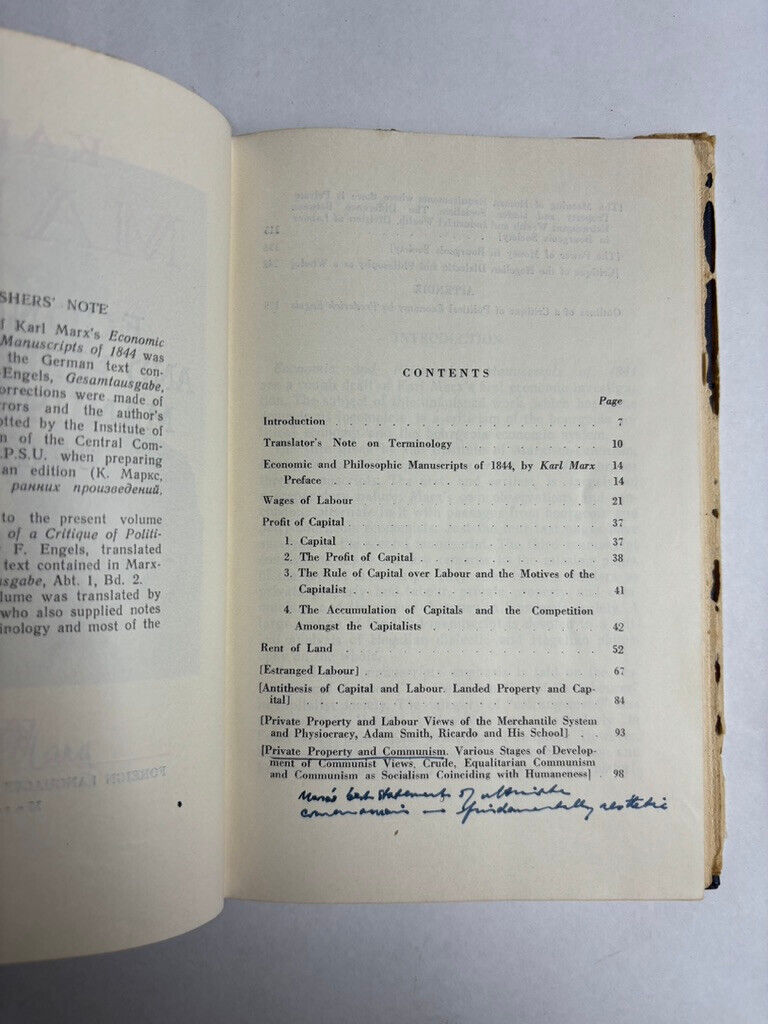 SHERS' NOTE
f Karl Marx's Economic
Manuscripts of 1844 was
the German text con-
Engels, Gesamtausgabe,
orrections were made of
rors and the author's
otted by the Institute of
n of the Central Com-
.P.S.U. when preparing
an edition (К. Маркс,
ранних произведений,
to the present volume
of a Critique of Politi-
F. Engels, translated
text contained in Marx-
sgabe, Abt. 1, Bd. 2.
lume was translated by
who also supplied notes
inology and most of the
CONTENTS
Page
Introduction . . . 7
Translator's Note on Terminology . . . 10
Economic and Philosophic Manuscripts of 1844, by Karl Marx 14
Preface . . . 14
Wages of Labour . . . 21
Profit of Capital . . . 37
1. Capital . . . 37
2. The Profit of Capital . . . 38
3. The Rule of Capital over Labour and the Motives of the
Capitalist . . . 41
4. The Accumulation of Capitals and the Competition
Amongst the Capitalists . . . 42
Rent of Land . . . 52
[Estranged Labour] . . . 67
[Antithesis of Capital and Labour. Landed Property and Cap-
ital] . . . 84
[Private Property and Labour Views of the Merchantile System
and Physiocracy, Adam Smith, Ricardo and His School] . . 93
[Private Property and Communism. Various Stages of Develop-
ment of Communist Views, Crude, Equalitarian Communism
and Communism as Socialism Coinciding with Humaneness] . 98
Marx's best statement of ultimate
communism — fundamentally aesthetic